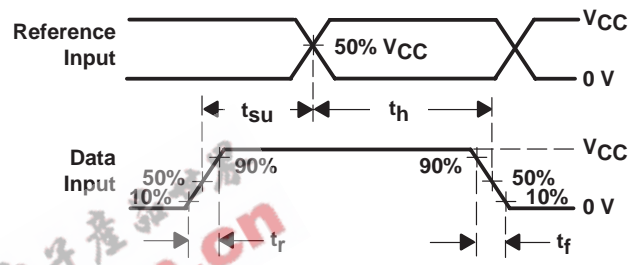 Reference
Input
VCC
50% VCC
0 V
tsu
th
Data
Input
VCC
50%
90%
90%
50%
10%
10%
0 V
tr
tf
.cn